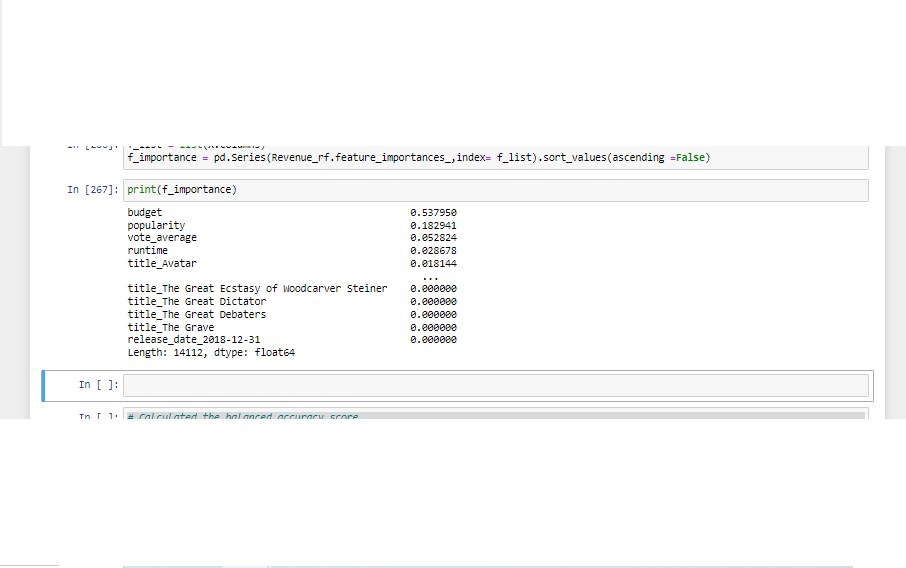 f_importance = pd.Series(Revenue_rf.feature_importances_,index= f_list).sort_values(ascending =False)
In [267]: print(f_importance)
budget 0.537950
popularity 0.182941
vote_average 0.052824
runtime 0.028678
title_Avatar 0.018144
...
title_The Great Ecstasy of Woodcarver Steiner 0.000000
title_The Great Dictator 0.000000
title_The Great Debaters 0.000000
title_The Grave 0.000000
release_date_2018-12-31 0.000000
Length: 14112, dtype: float64
In [ ]:
In [ ]: # Calculated the balanced accuracy score